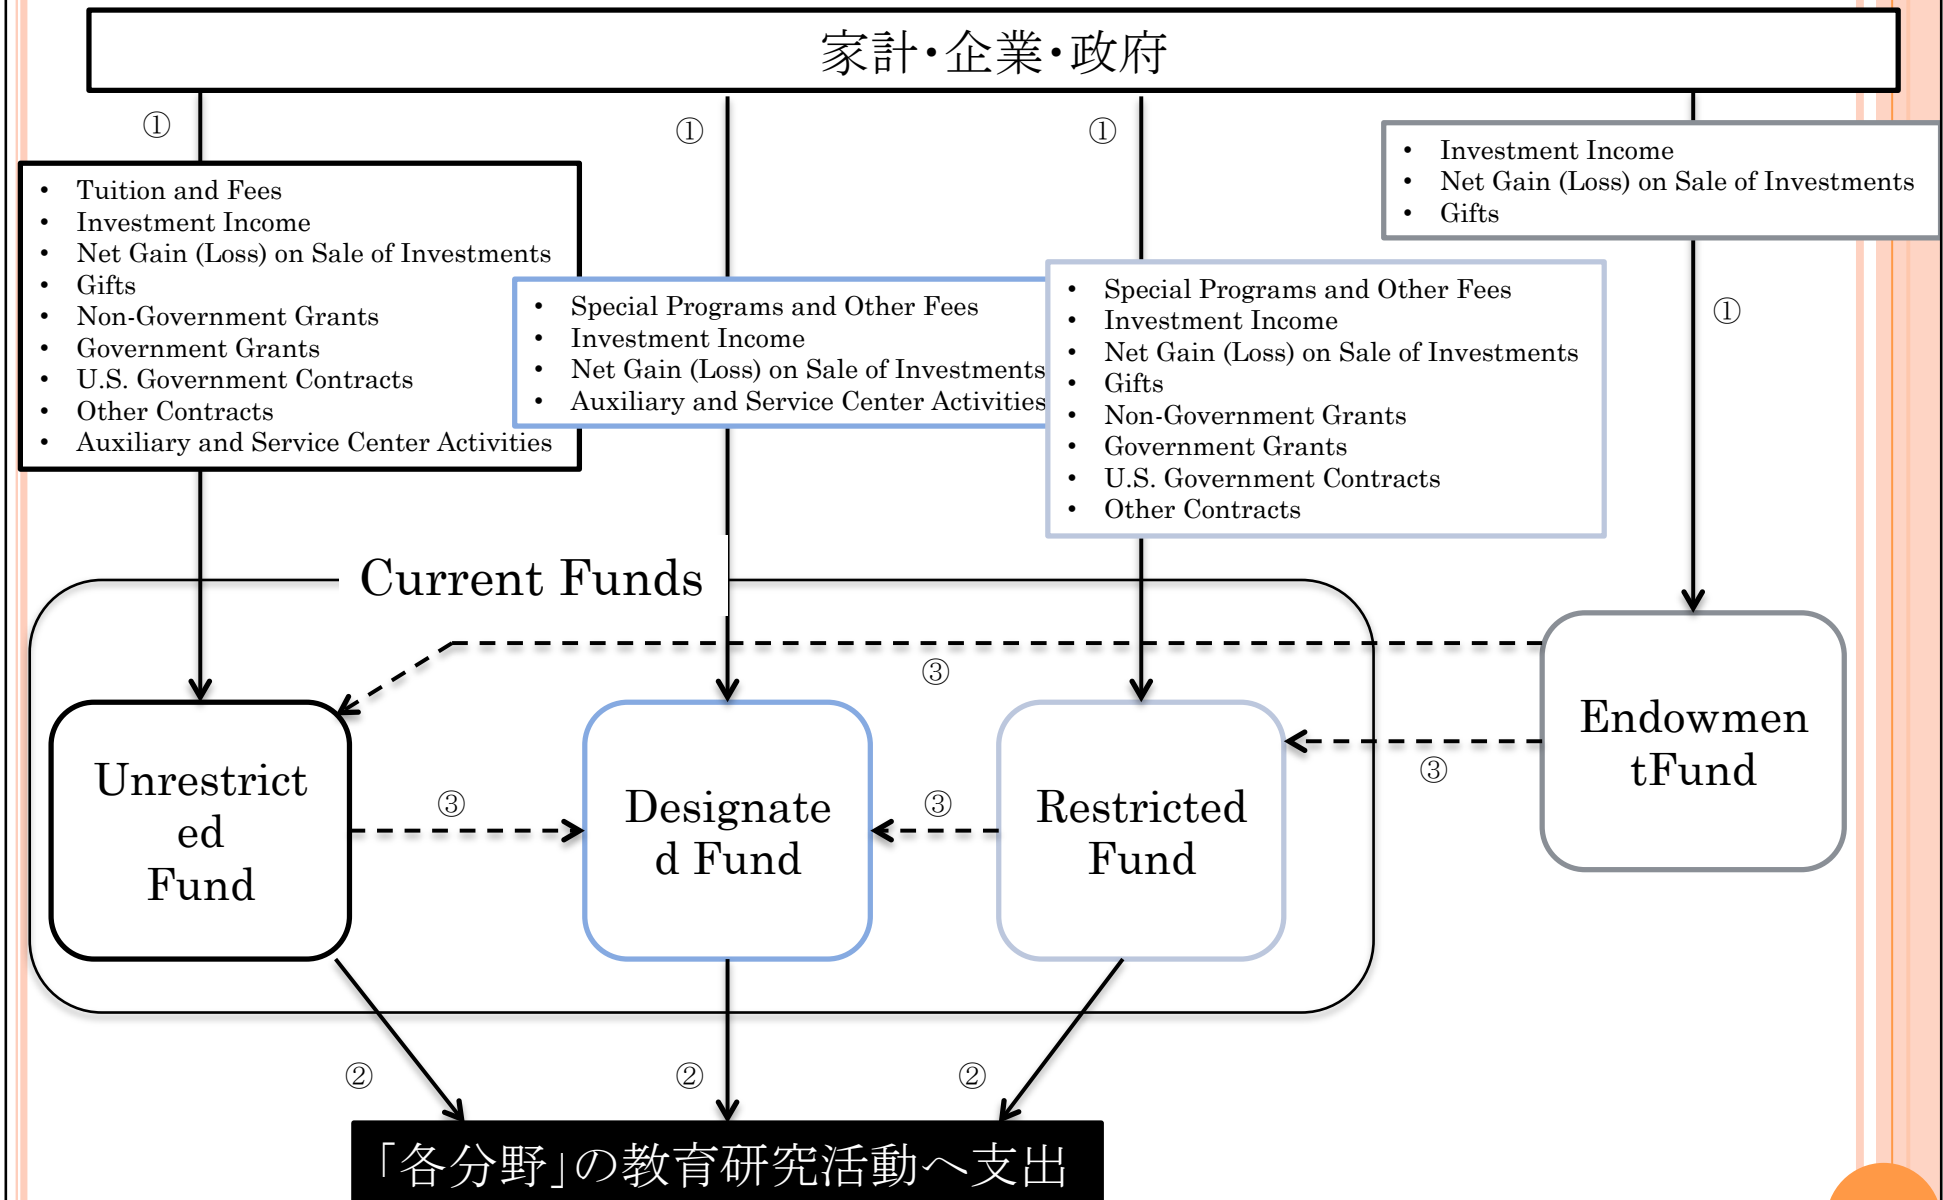 家計・企業・政府
①
①
①
• Tuition and Fees
• Investment Income
• Net Gain (Loss) on Sale of Investments
• Gifts
• Non-Government Grants
• Government Grants
• U.S. Government Contracts
• Other Contracts
• Auxiliary and Service Center Activities
• Special Programs and Other Fees
• Investment Income
• Net Gain (Loss) on Sale of Investments
• Auxiliary and Service Center Activities
• Special Programs and Other Fees
• Investment Income
• Net Gain (Loss) on Sale of Investments
• Gifts
• Non-Government Grants
• Government Grants
• U.S. Government Contracts
• Other Contracts
• Investment Income
• Net Gain (Loss) on Sale of Investments
• Gifts
①
Current Funds
③
③
③
③
Unrestrict
ed
Fund
Designate
d Fund
Restricted
Fund
Endowmen
tFund
②
②
②
「各分野」の教育研究活動へ支出